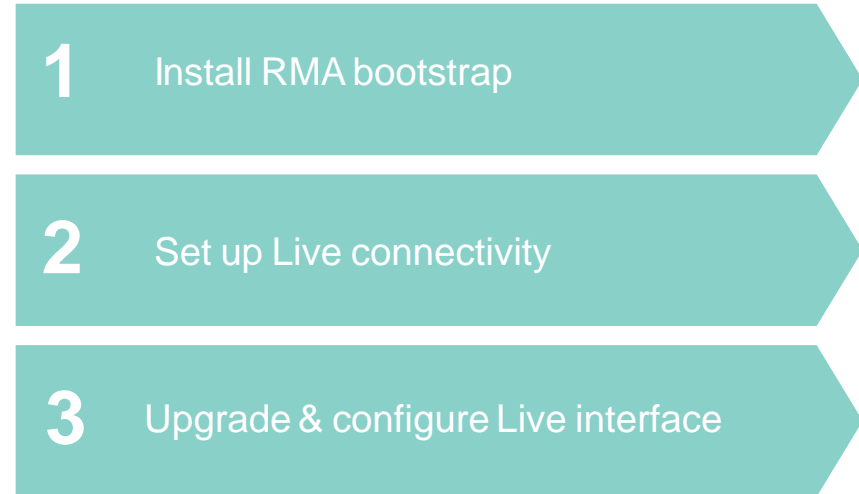 1 Install RMA bootstrap
2 Set up Live connectivity
3 Upgrade & configure Live interface